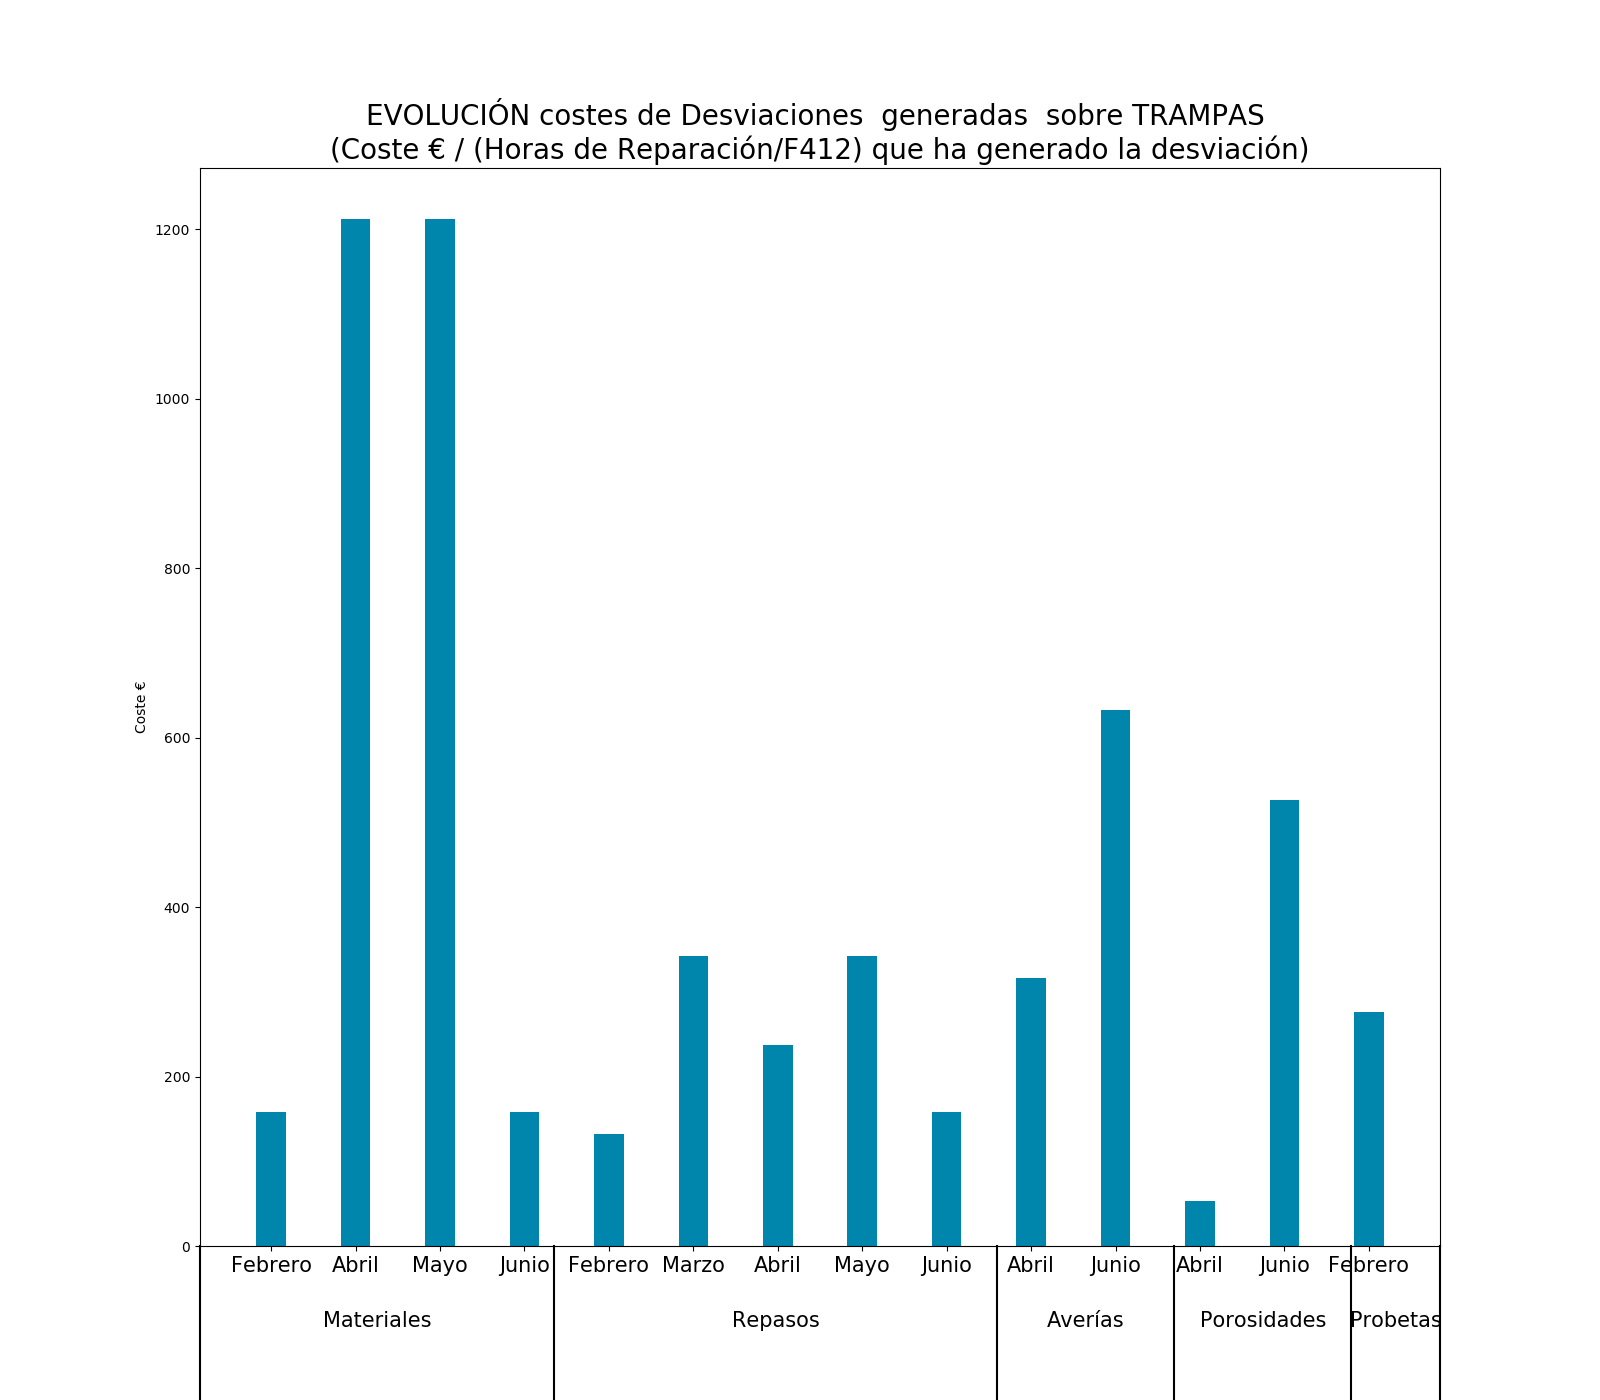 EVOLUCIÓN costes de Desviaciones  generadas  sobre TRAMPAS
(Coste € / (Horas de Reparación/F412) que ha generado la desviación)
1200
1000
800
Coste €
600
400
200
0
Febrero Abril Mayo Junio Febrero Marzo Abril Mayo Junio Abril Junio Abril Junio Febrero
Materiales Repasos Averías Porosidades Probetas